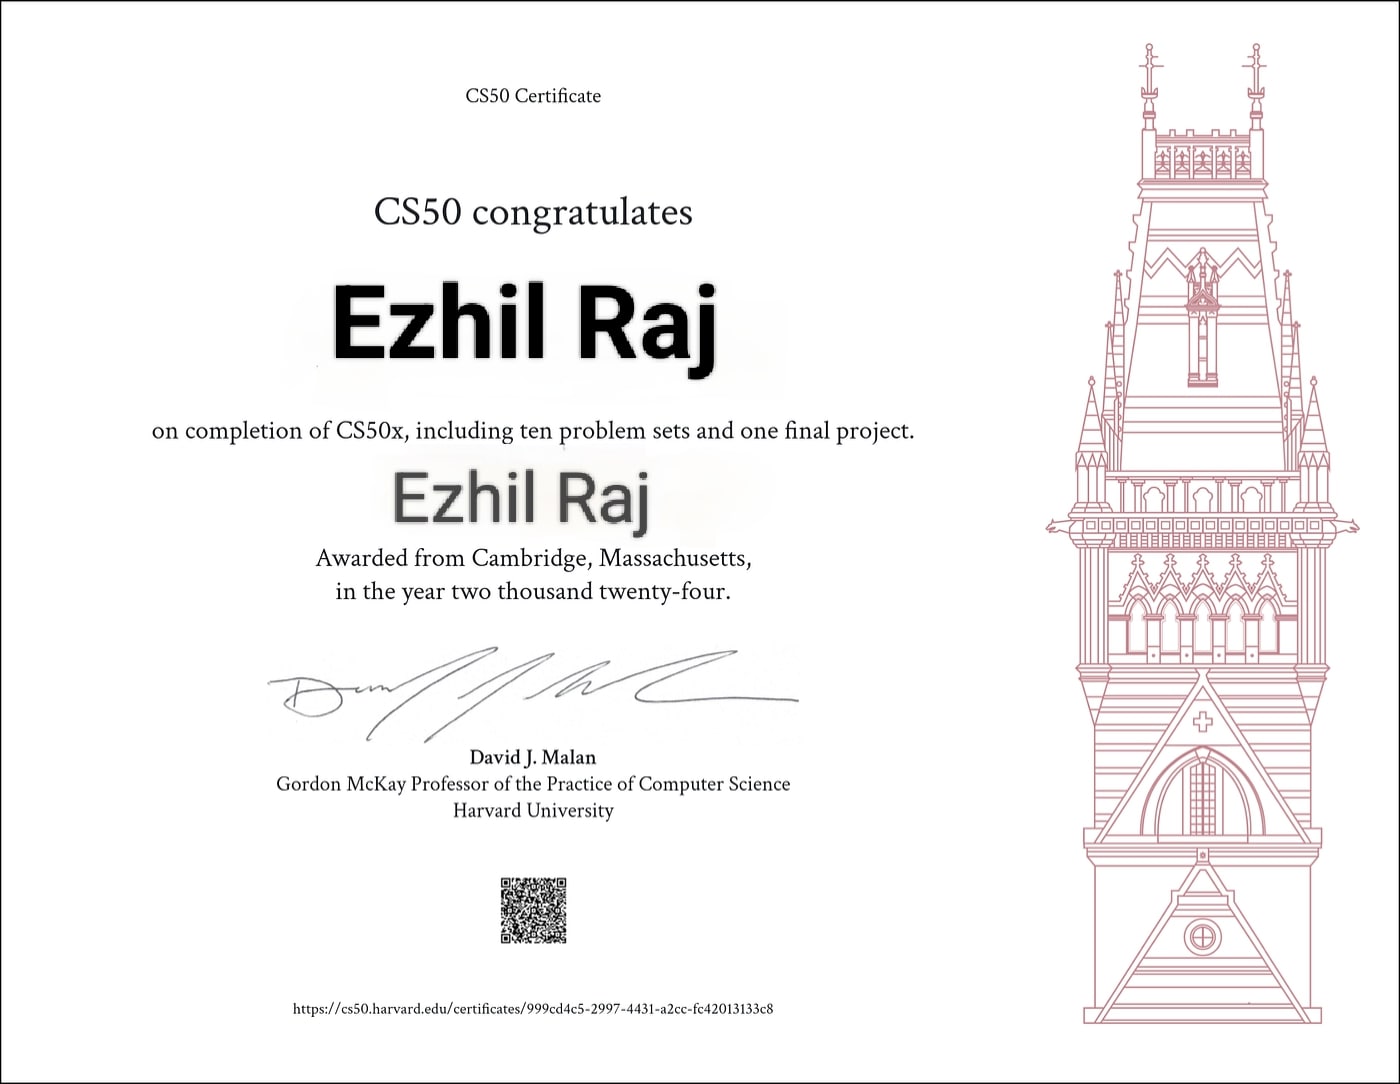 CS50 Certificate
CS50 congratulates
Ezhil Raj
on completion of CS50x, including ten problem sets and one final project.
Ezhil Raj
Awarded from Cambridge, Massachusetts,
in the year two thousand twenty-four.
David J. Malan
Gordon McKay Professor of the Practice of Computer Science
Harvard University
https://cs50.harvard.edu/certificates/999cd4c5-2997-4431-a2cc-fc42013133c8